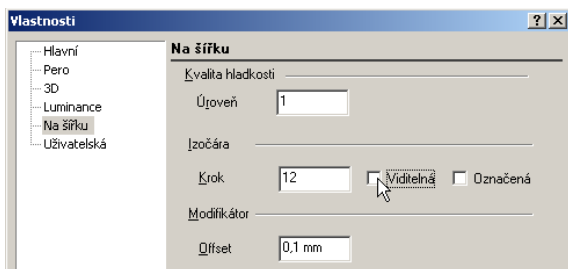 Vlastnosti
Hlavní
Pero
3D
Luminance
Na šířku
Uživatelská
Na šířku
Kvalita hladkosti
Úroveň 1
Izočára
Krok 12 Viditelná Označená
Modifikátor
Offset 0,1 mm